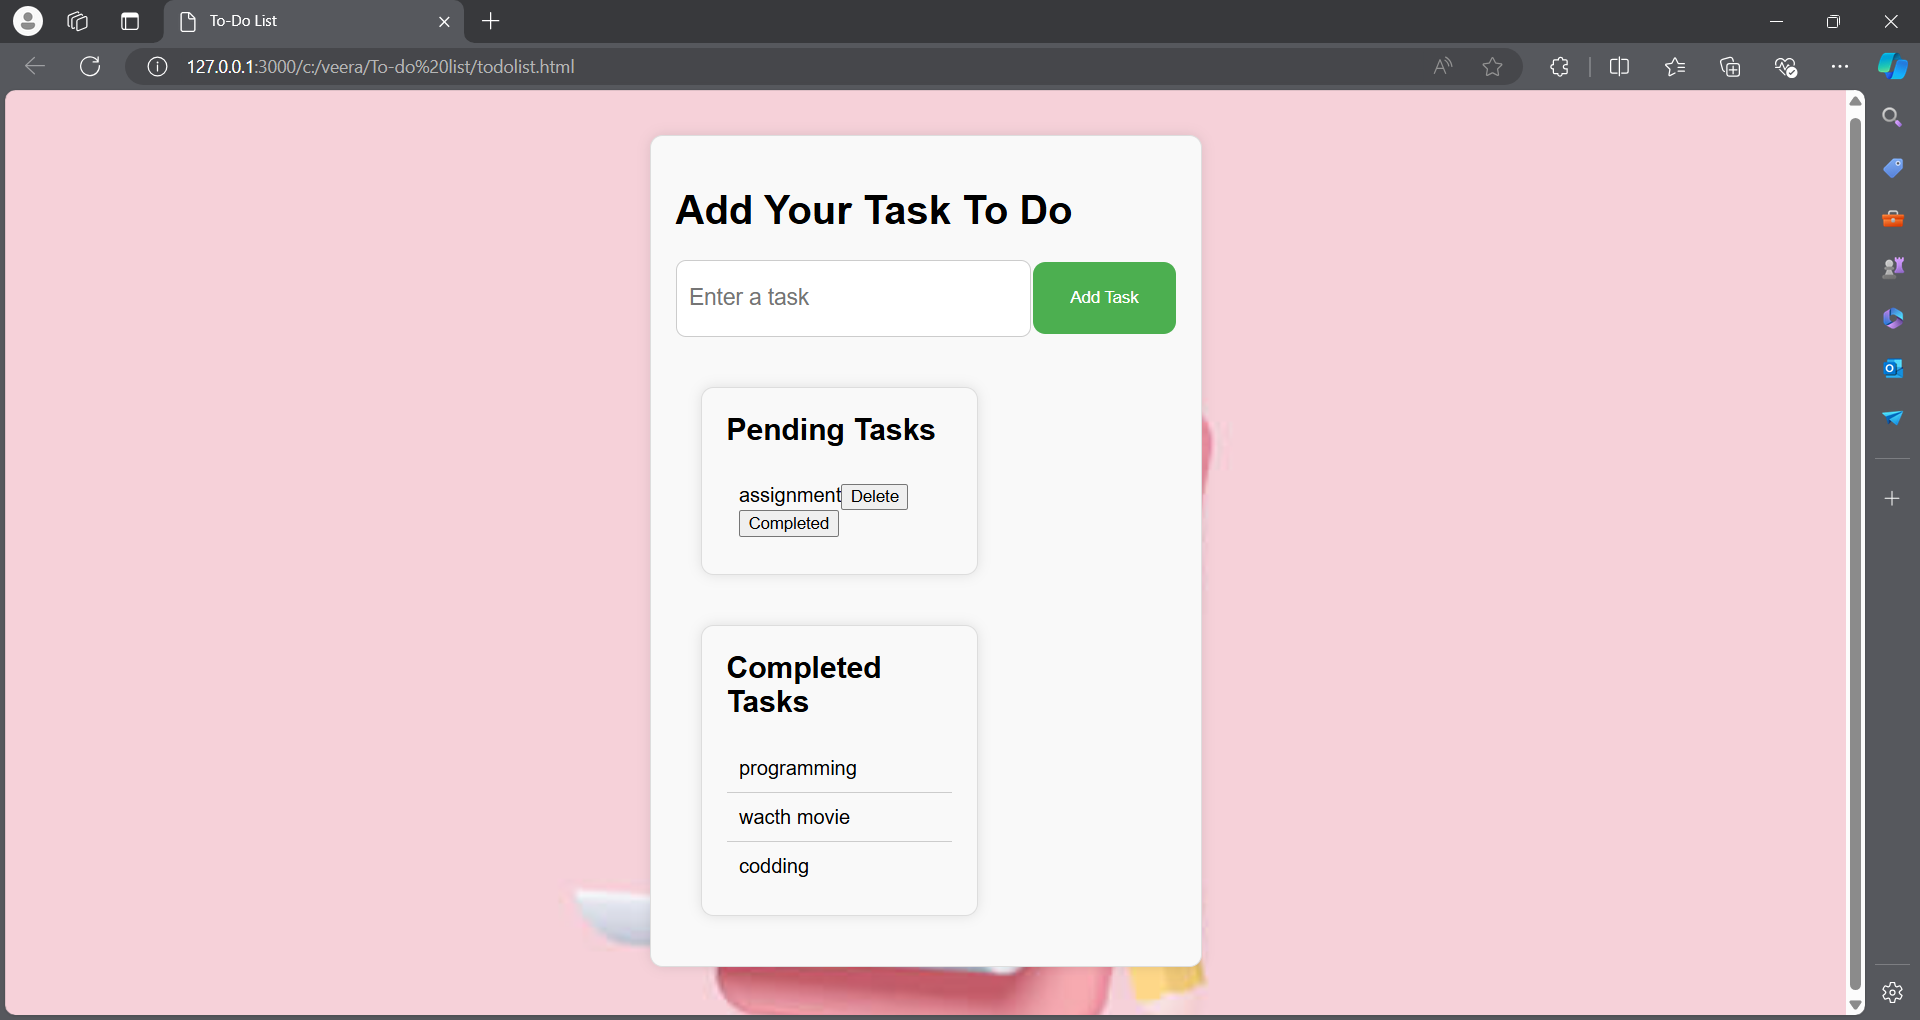 To-Do List
127.0.0.1:3000/c:/veera/To-do%20list/todolist.html
Add Your Task To Do
Enter a task
Add Task
Pending Tasks
assignment Delete
Completed
Completed
Tasks
programming
wacth movie
codding